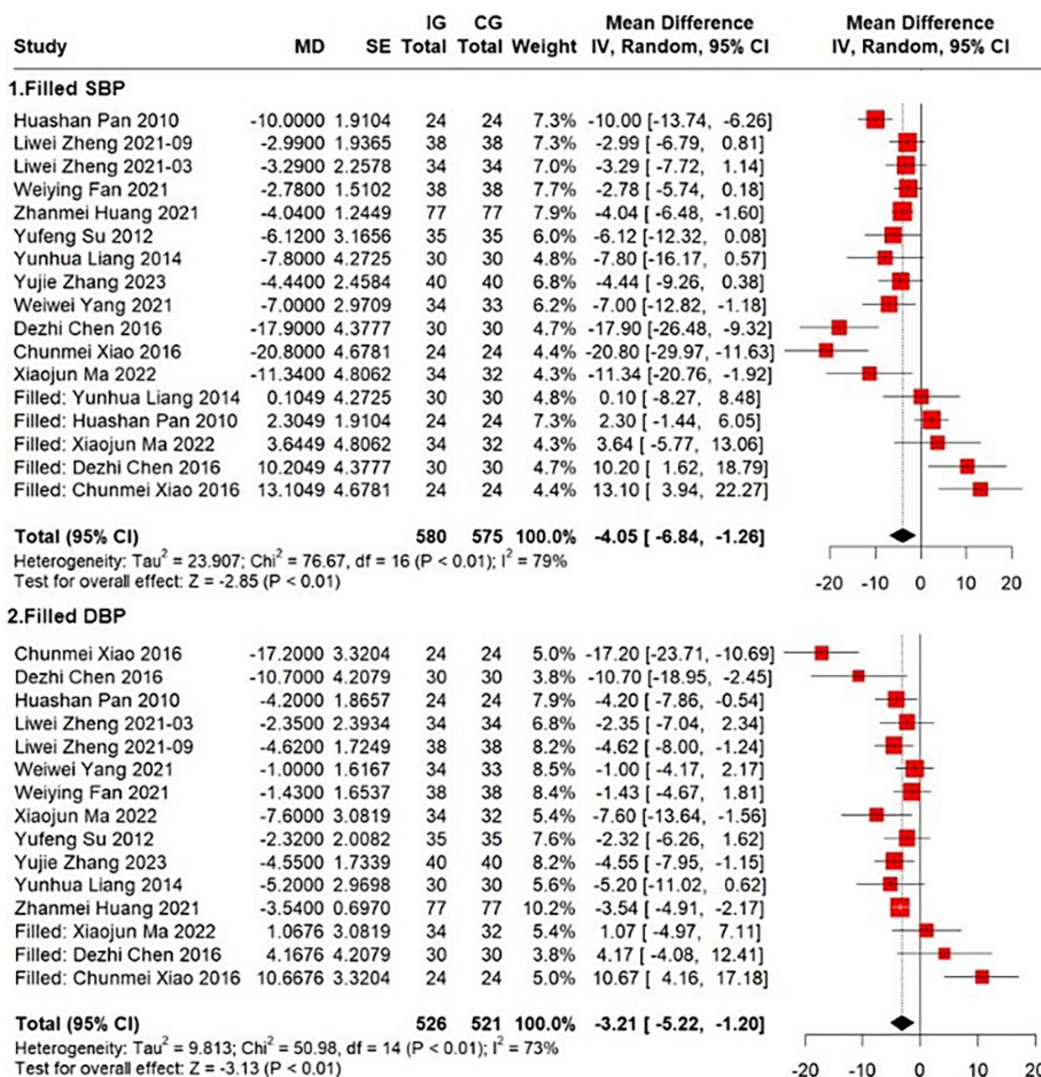 IG CG Mean Difference Mean Difference
Study MD SE Total Total Weight IV, Random, 95% CI IV, Random, 95% CI
1.Filled SBP
Huashan Pan 2010 -10.0000 1.9104 24 24 7.3% -10.00 [-13.74, -6.26]
Liwei Zheng 2021-09 -2.9900 1.9365 38 38 7.3% -2.99 [ -6.79, 0.81]
Liwei Zheng 2021-03 -3.2900 2.2578 34 34 7.0% -3.29 [ -7.72, 1.14]
Weiying Fan 2021 -2.7800 1.5102 38 38 7.7% -2.78 [ -5.74, 0.18]
Zhanmei Huang 2021 -4.0400 1.2449 77 77 7.9% -4.04 [ -6.48, -1.60]
Yufeng Su 2012 -6.1200 3.1656 35 35 6.0% -6.12 [-12.32, 0.08]
Yunhua Liang 2014 -7.8000 4.2725 30 30 4.8% -7.80 [-16.17, 0.57]
Yujie Zhang 2023 -4.4400 2.4584 40 40 6.8% -4.44 [ -9.26, 0.38]
Weiwei Yang 2021 -7.0000 2.9709 34 33 6.2% -7.00 [-12.82, -1.18]
Dezhi Chen 2016 -17.9000 4.3777 30 30 4.7% -17.90 [-26.48, -9.32]
Chunmei Xiao 2016 -20.8000 4.6781 24 24 4.4% -20.80 [-29.97, -11.63]
Xiaojun Ma 2022 -11.3400 4.8062 34 32 4.3% -11.34 [-20.76, -1.92]
Filled: Yunhua Liang 2014 0.1049 4.2725 30 30 4.8% 0.10 [ -8.27, 8.48]
Filled: Huashan Pan 2010 2.3049 1.9104 24 24 7.3% 2.30 [ -1.44, 6.05]
Filled: Xiaojun Ma 2022 3.6449 4.8062 34 32 4.3% 3.64 [ -5.77, 13.06]
Filled: Dezhi Chen 2016 10.2049 4.3777 30 30 4.7% 10.20 [ 1.62, 18.79]
Filled: Chunmei Xiao 2016 13.1049 4.6781 24 24 4.4% 13.10 [ 3.94, 22.27]
Total (95% CI) 580 575 100.0% -4.05 [ -6.84, -1.26]
Heterogeneity: Tau² = 23.907; Chi² = 76.67, df = 16 (P < 0.01); I² = 79%
Test for overall effect: Z = -2.85 (P < 0.01)
-20 -10 0 10 20
2.Filled DBP
Chunmei Xiao 2016 -17.2000 3.3204 24 24 5.0% -17.20 [-23.71, -10.69]
Dezhi Chen 2016 -10.7000 4.2079 30 30 3.8% -10.70 [-18.95, -2.45]
Huashan Pan 2010 -4.2000 1.8657 24 24 7.9% -4.20 [ -7.86, -0.54]
Liwei Zheng 2021-03 -2.3500 2.3934 34 34 6.8% -2.35 [ -7.04, 2.34]
Liwei Zheng 2021-09 -4.6200 1.7249 38 38 8.2% -4.62 [ -8.00, -1.24]
Weiwei Yang 2021 -1.0000 1.6167 34 33 8.5% -1.00 [ -4.17, 2.17]
Weiying Fan 2021 -1.4300 1.6537 38 38 8.4% -1.43 [ -4.67, 1.81]
Xiaojun Ma 2022 -7.6000 3.0819 34 32 5.4% -7.60 [-13.64, -1.56]
Yufeng Su 2012 -2.3200 2.0082 35 35 7.6% -2.32 [ -6.26, 1.62]
Yujie Zhang 2023 -4.5500 1.7339 40 40 8.2% -4.55 [ -7.95, -1.15]
Yunhua Liang 2014 -5.2000 2.9698 30 30 5.6% -5.20 [-11.02, 0.62]
Zhanmei Huang 2021 -3.5400 0.6970 77 77 10.2% -3.54 [ -4.91, -2.17]
Filled: Xiaojun Ma 2022 1.0676 3.0819 34 32 5.4% 1.07 [ -4.97, 7.11]
Filled: Dezhi Chen 2016 4.1676 4.2079 30 30 3.8% 4.17 [ -4.08, 12.41]
Filled: Chunmei Xiao 2016 10.6676 3.3204 24 24 5.0% 10.67 [ 4.16, 17.18]
Total (95% CI) 526 521 100.0% -3.21 [ -5.22, -1.20]
Heterogeneity: Tau² = 9.813; Chi² = 50.98, df = 14 (P < 0.01); I² = 73%
Test for overall effect: Z = -3.13 (P < 0.01)
-20 -10 0 10 20